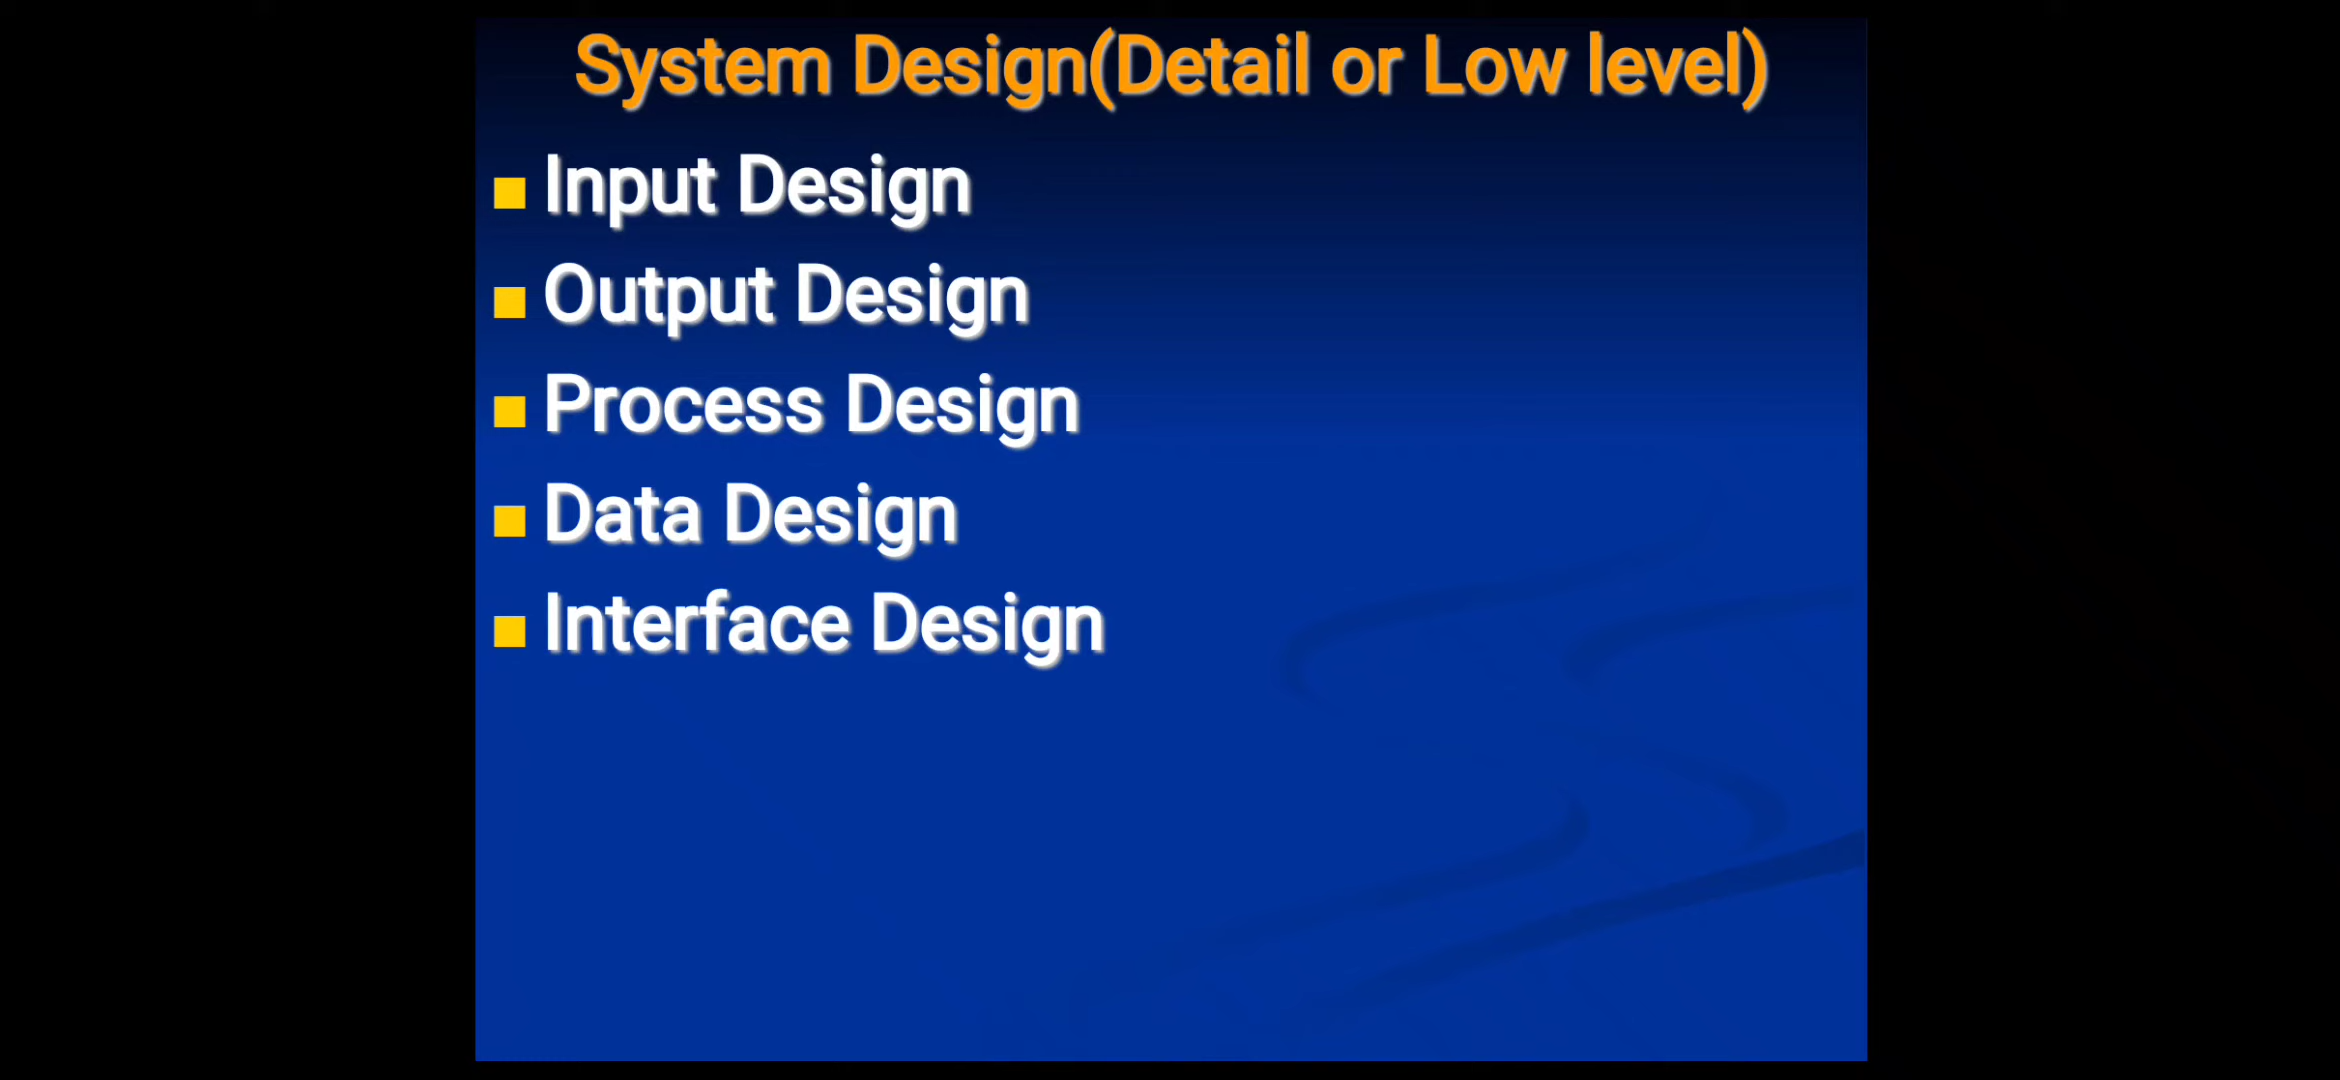 System Design(Detail or Low level)
Input Design
Output Design
Process Design
Data Design
Interface Design